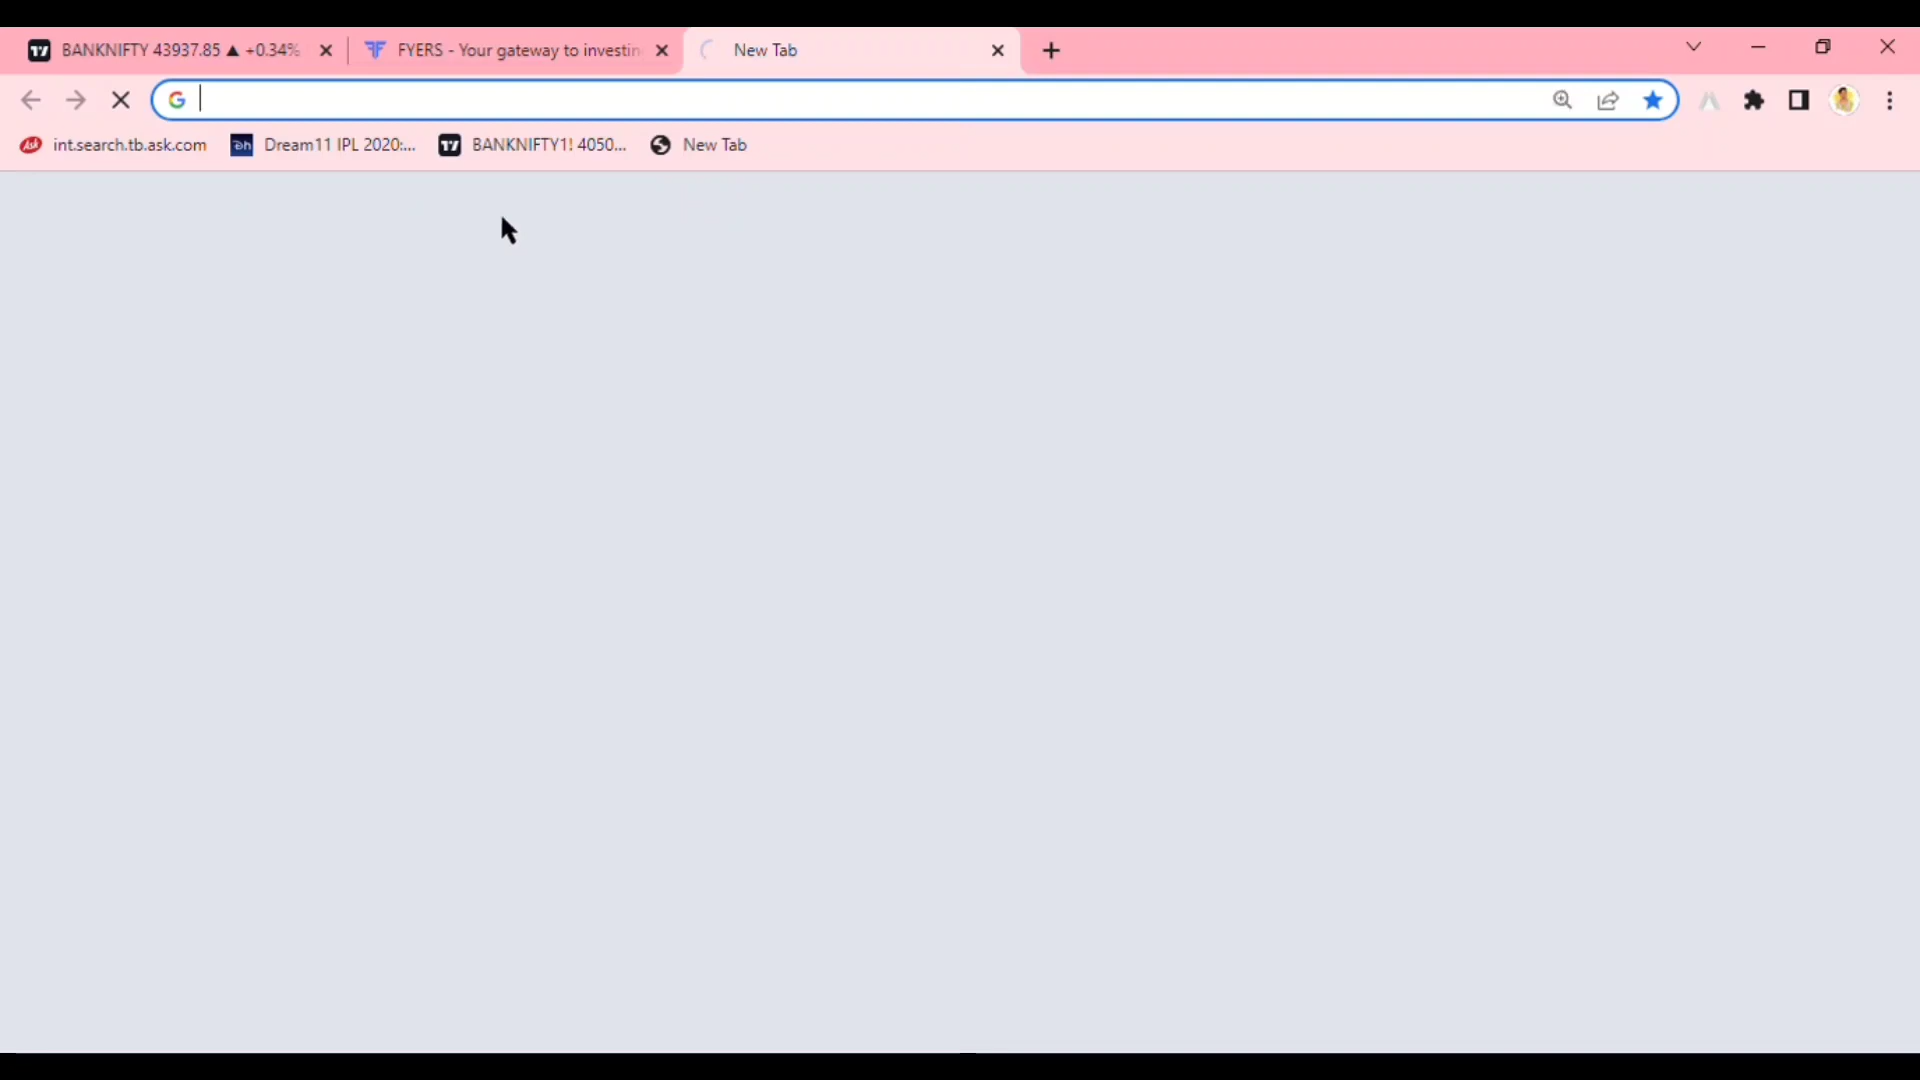 BANKNIFTY 43937.85 ▲ +0.34%
FYERS - Your gateway to investin
New Tab
int.search.tb.ask.com
Dream11 IPL 2020:...
BANKNIFTY1! 4050...
New Tab